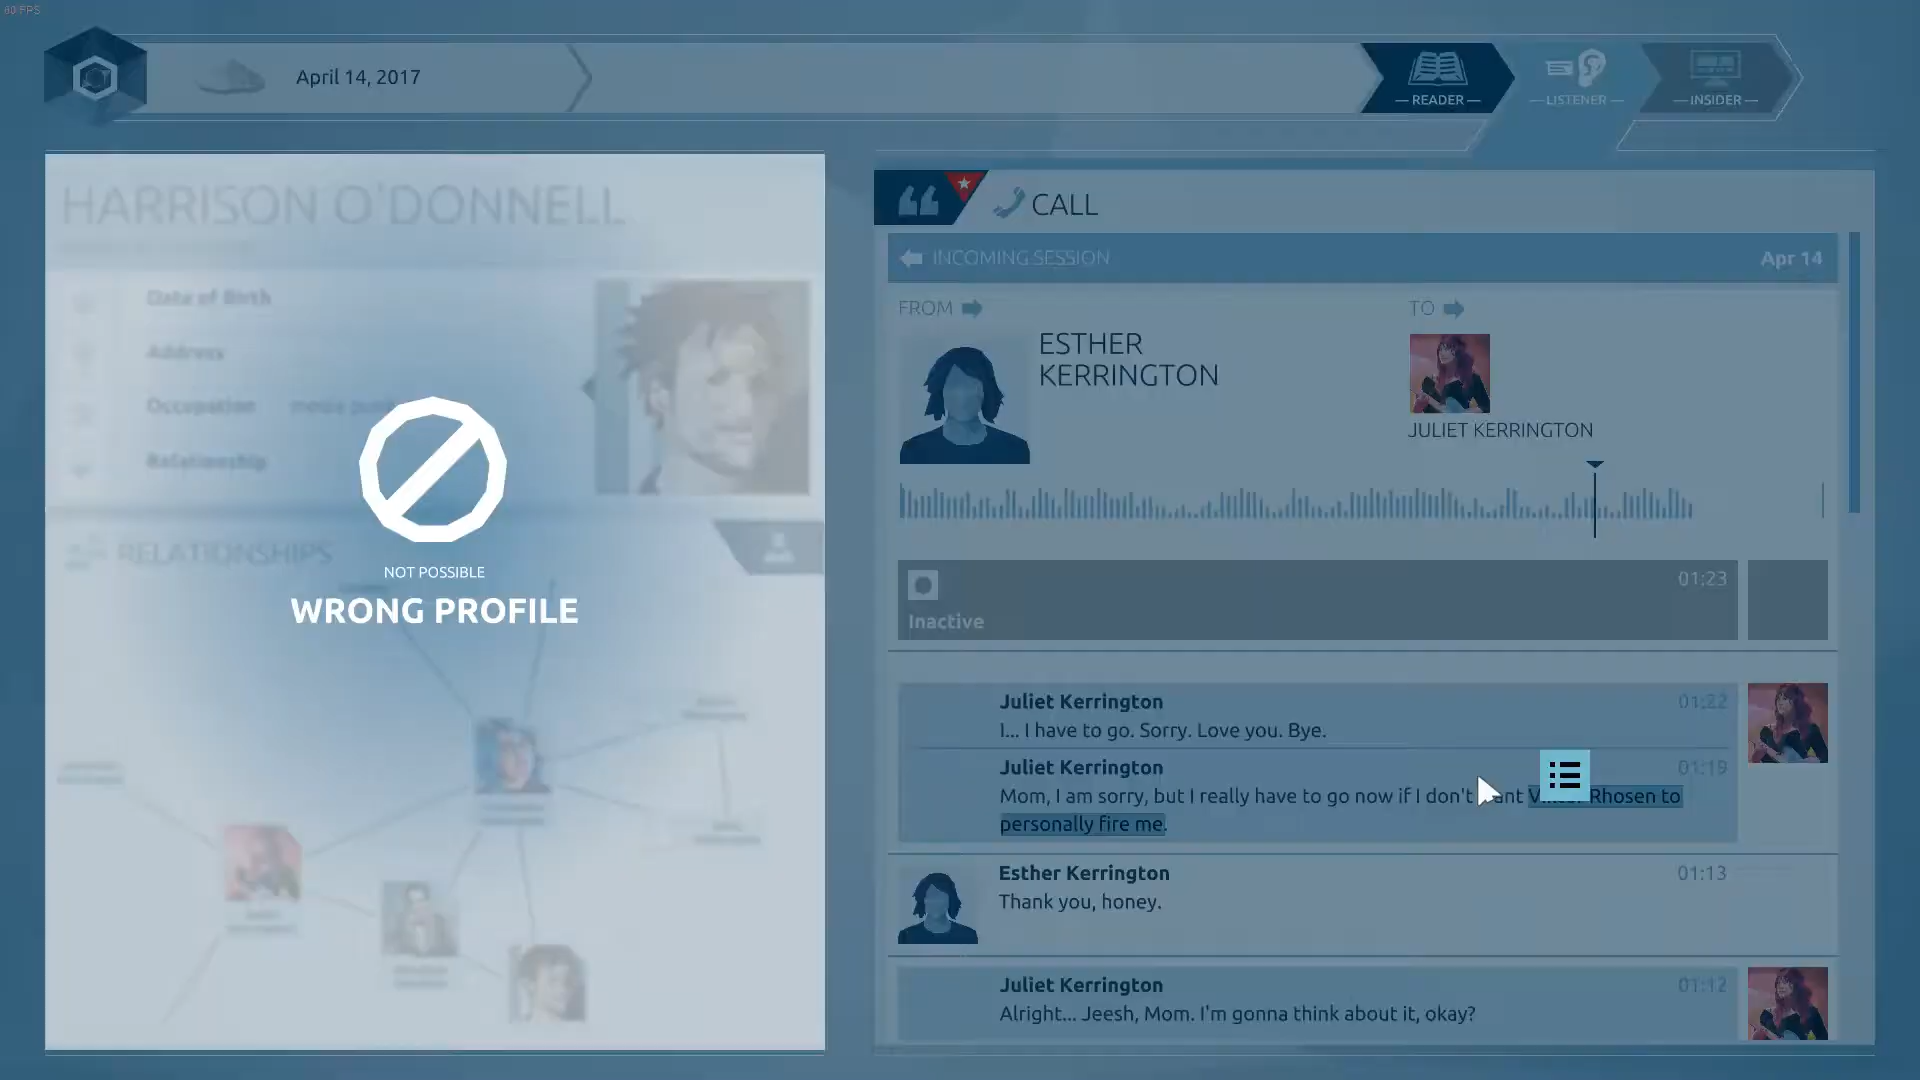 60 FPS
April 14, 2017
— READER —
— LISTENER —
— INSIDER —
HARRISON O'DONNELL
Date of Birth
Address
Occupation
Relationship
RELATIONSHIPS
NOT POSSIBLE
WRONG PROFILE
CALL
INCOMING SESSION
Apr 14
FROM
TO
ESTHER
KERRINGTON
JULIET KERRINGTON
01:23
Inactive
Juliet Kerrington
01:22
I... I have to go. Sorry. Love you. Bye.
Juliet Kerrington
01:19
Mom, I am sorry, but I really have to go now if I don't Rhosen to
personally fire me.
Esther Kerrington
01:13
Thank you, honey.
Juliet Kerrington
01:12
Alright... Jeesh, Mom. I'm gonna think about it, okay?